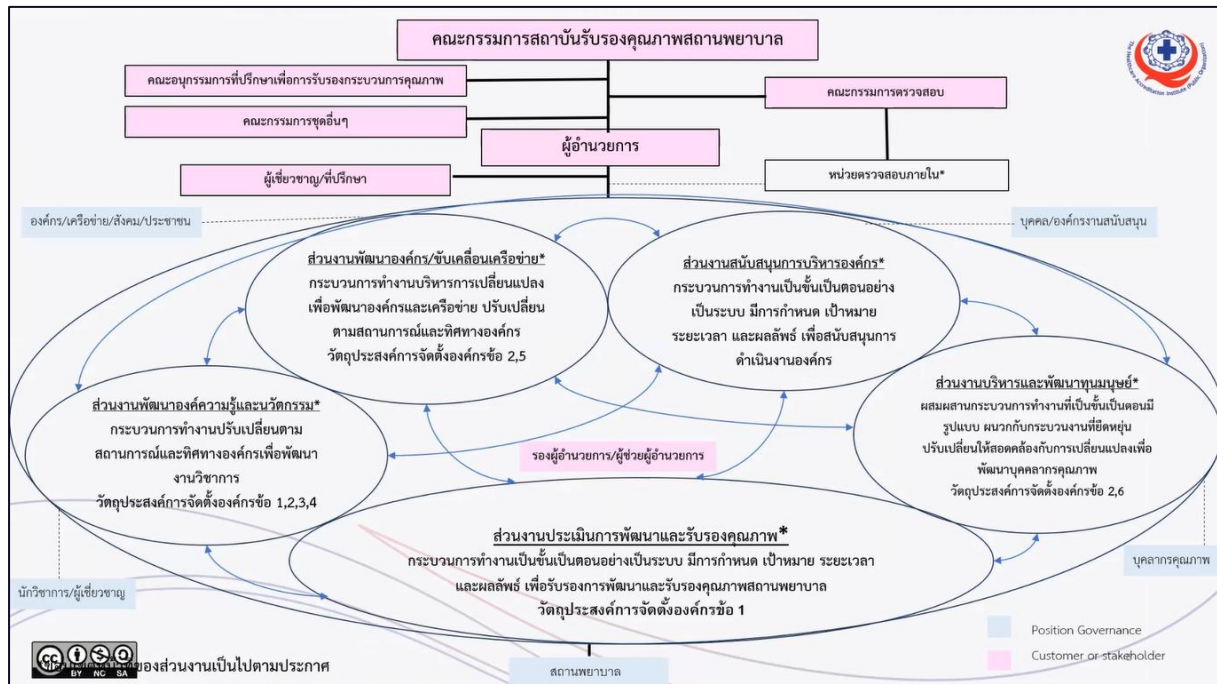 คณะกรรมการสถาบันรับรองคุณภาพสถานพยาบาล
คณะอนุกรรมการที่ปรึกษาเพื่อการรับรองกระบวนการคุณภาพ
คณะกรรมการตรวจสอบ
คณะกรรมการชุดอื่นๆ
ผู้อำนวยการ
ผู้เชี่ยวชาญ/ที่ปรึกษา
หน่วยตรวจสอบภายใน*
The Healthcare Accreditation Institute (Public Organization)
องค์กร/เครือข่าย/สังคม/ประชาชน
บุคคล/องค์กรงานสนับสนุน
ส่วนงานพัฒนาองค์กร/ขับเคลื่อนเครือข่าย*
กระบวนการทำงานบริหารการเปลี่ยนแปลง
เพื่อพัฒนาองค์กรและเครือข่าย ปรับเปลี่ยน
ตามสถานการณ์และทิศทางองค์กร
วัตถุประสงค์การจัดตั้งองค์กรข้อ 2,5
ส่วนงานสนับสนุนการบริหารองค์กร*
กระบวนการทำงานเป็นขั้นเป็นตอนอย่าง
เป็นระบบ มีการกำหนด เป้าหมาย
ระยะเวลา และผลลัพธ์ เพื่อสนับสนุนการ
ดำเนินงานองค์กร
ส่วนงานพัฒนาองค์ความรู้และนวัตกรรม*
กระบวนการทำงานปรับเปลี่ยนตาม
สถานการณ์และทิศทางองค์กรเพื่อพัฒนา
งานวิชาการ
วัตถุประสงค์การจัดตั้งองค์กรข้อ 1,2,3,4
ส่วนงานบริหารและพัฒนาทุนมนุษย์*
ผสมผสานกระบวนการทำงานที่เป็นขั้นเป็นตอนมี
รูปแบบ ผนวกกับกระบวนงานที่ยืดหยุ่น
ปรับเปลี่ยนให้สอดคล้องกับการเปลี่ยนแปลงเพื่อ
พัฒนาบุคคลากรคุณภาพ
วัตถุประสงค์การจัดตั้งองค์กรข้อ 2,6
รองผู้อำนวยการ/ผู้ช่วยผู้อำนวยการ
ส่วนงานประเมินการพัฒนาและรับรองคุณภาพ*
กระบวนการทำงานเป็นขั้นเป็นตอนอย่างเป็นระบบ มีการกำหนด เป้าหมาย ระยะเวลา
และผลลัพธ์ เพื่อรับรองการพัฒนาและรับรองคุณภาพสถานพยาบาล
วัตถุประสงค์การจัดตั้งองค์กรข้อ 1
นักวิชาการ/ผู้เชี่ยวชาญ
บุคลากรคุณภาพ
สถานพยาบาล
Position Governance
Customer or stakeholder
ของส่วนงานเป็นไปตามประกาศ
CC BY NC SA